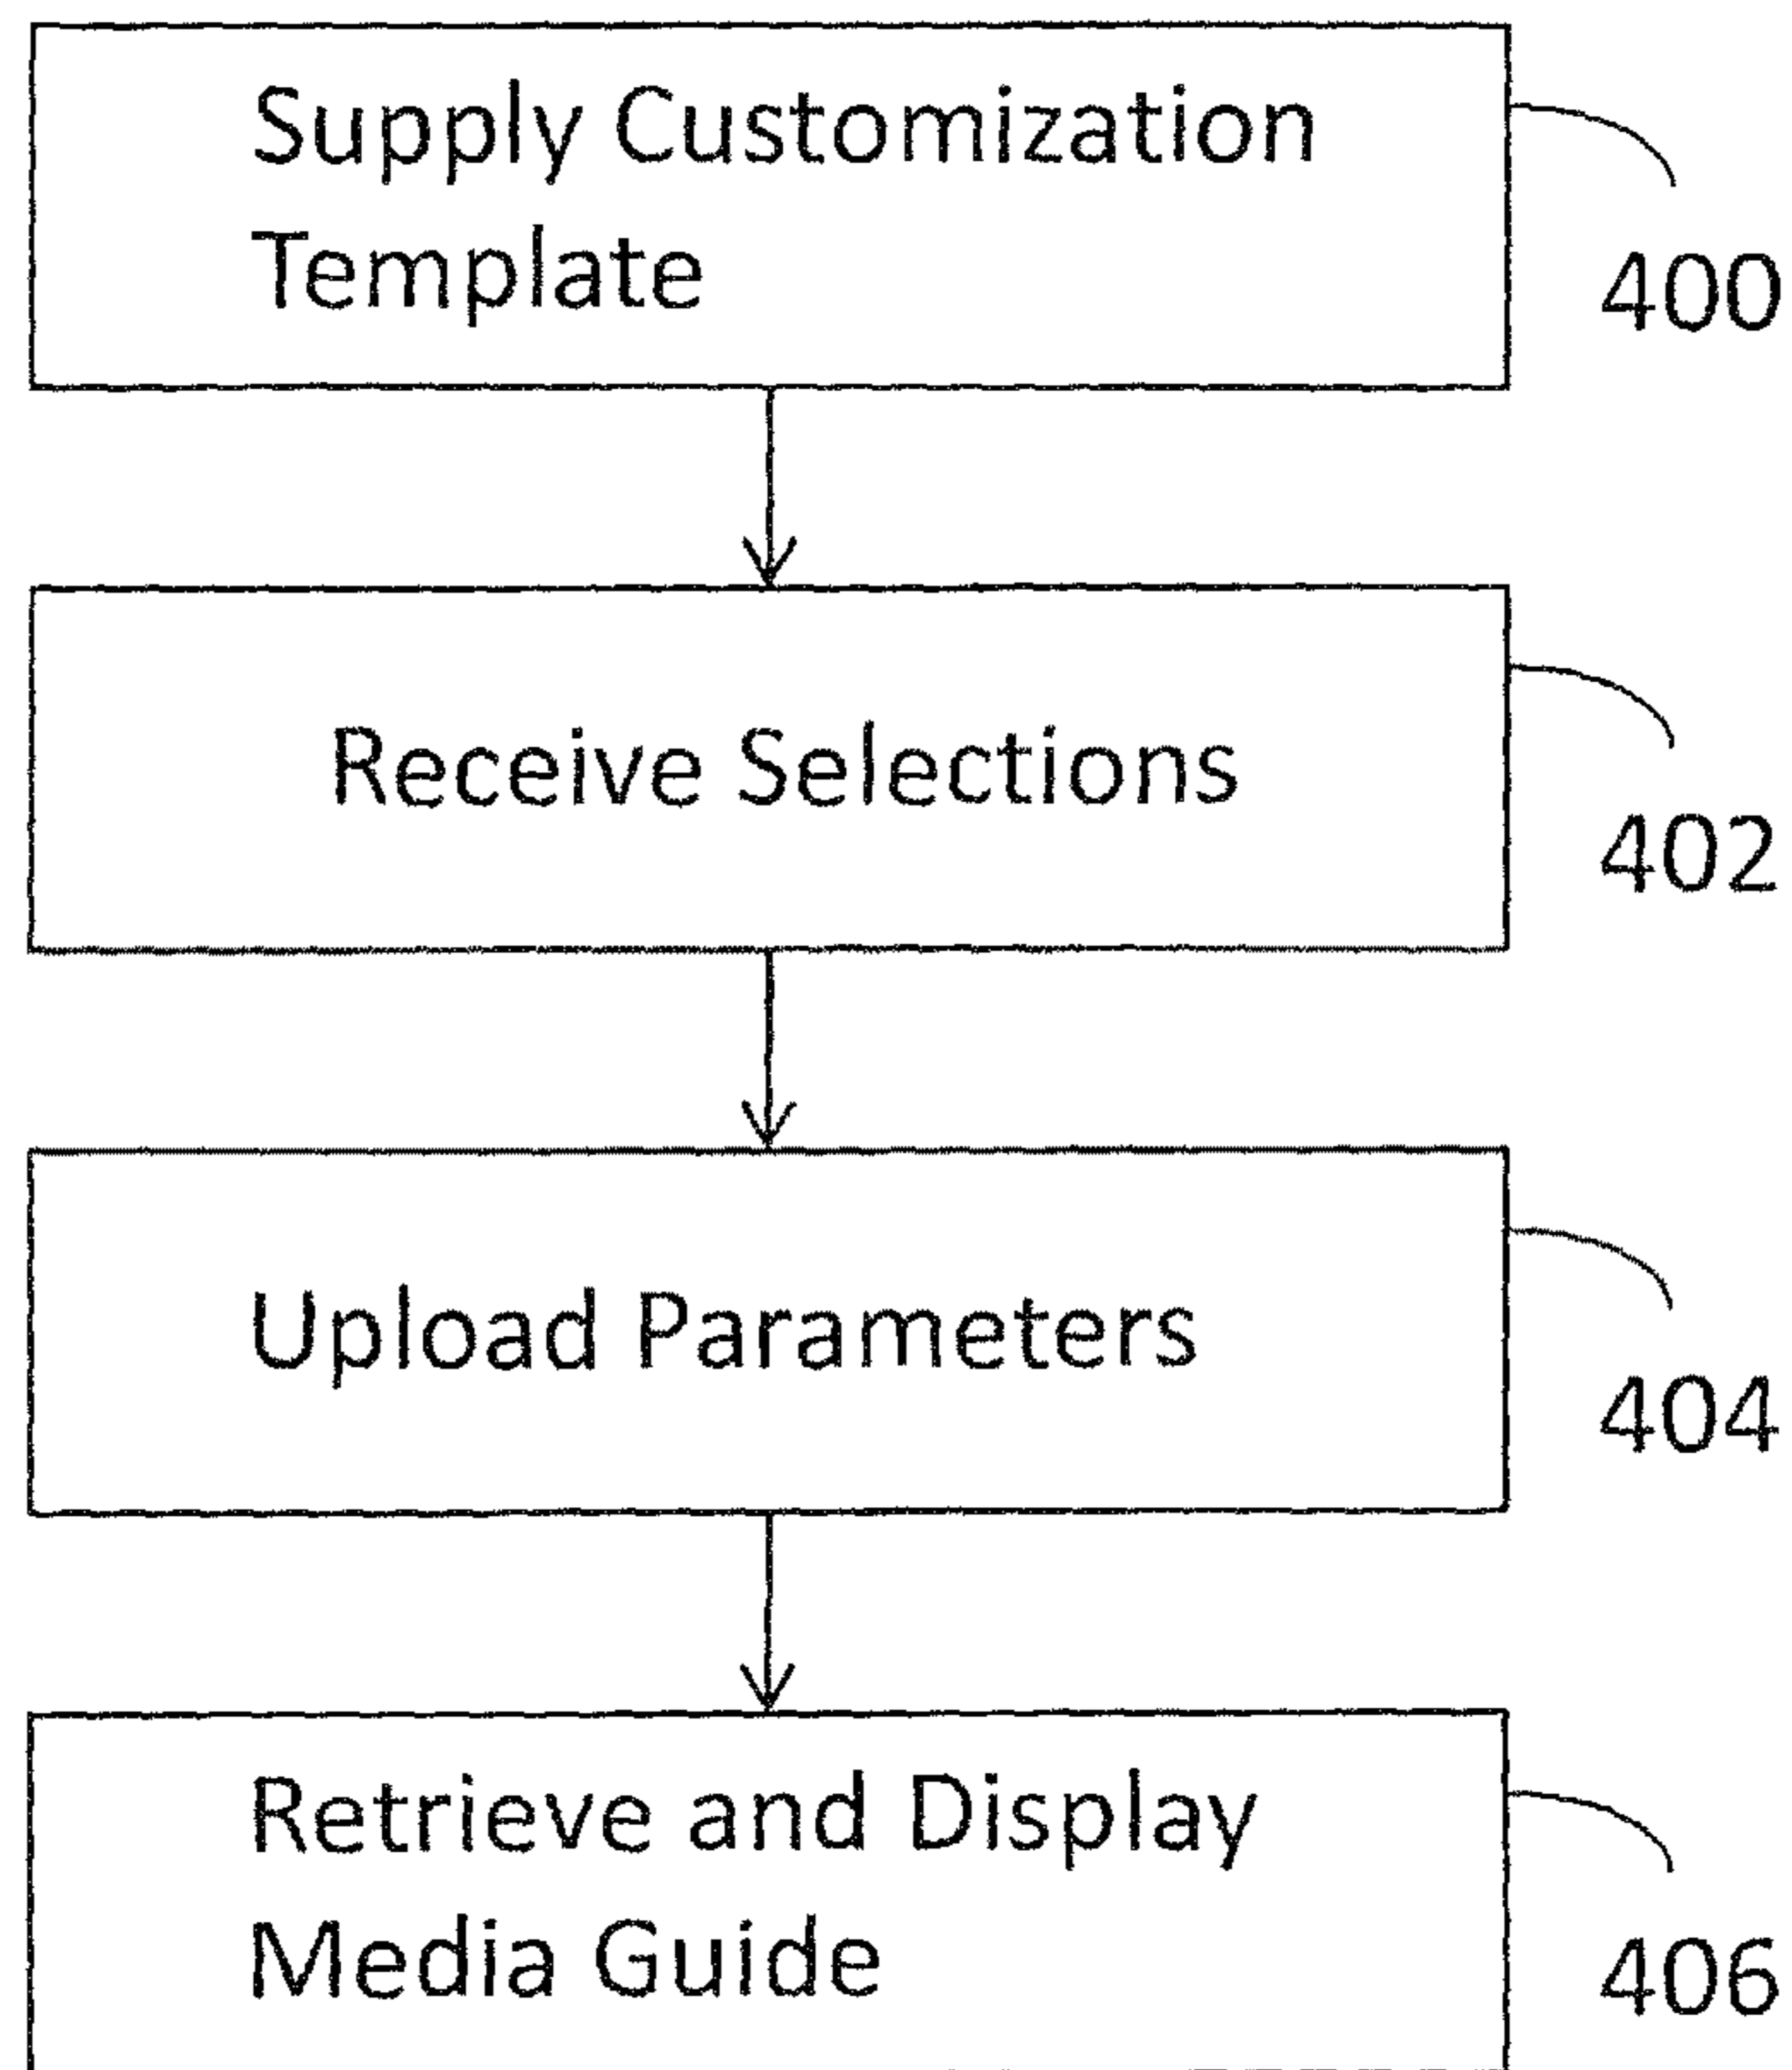 Supply Customization
Template
400
Receive Selections
402
Upload Parameters
404
Retrieve and Display
Media Guide
406